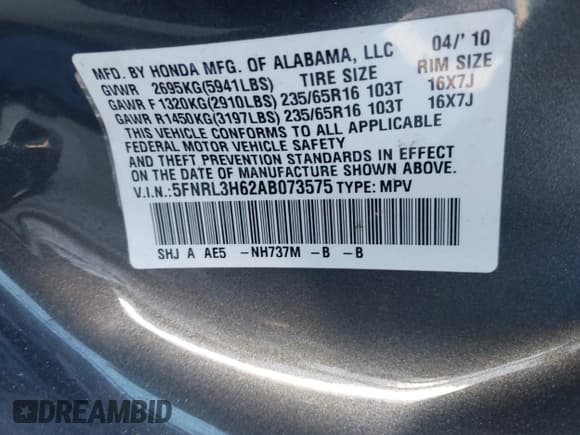 MFD. BY HONDA MFG. OF ALABAMA, LLC 04/' 10
GVWR 2695KG(5941LBS) TIRE SIZE RIM SIZE
GAWR F1320KG(2910LBS) 235/65R16 103T 16X7J
GAWR R1450KG(3197LBS) 235/65R16 103T 16X7J
THIS VEHICLE CONFORMS TO ALL APPLICABLE
FEDERAL MOTOR VEHICLE SAFETY
AND THEFT PREVENTION STANDARDS IN EFFECT
ON THE DATE OF MANUFACTURE SHOWN ABOVE.
V.I.N.:5FNRL3H62AB073575 TYPE: MPV
SHJ A AE5 -NH737M -B -B
DREAMBID